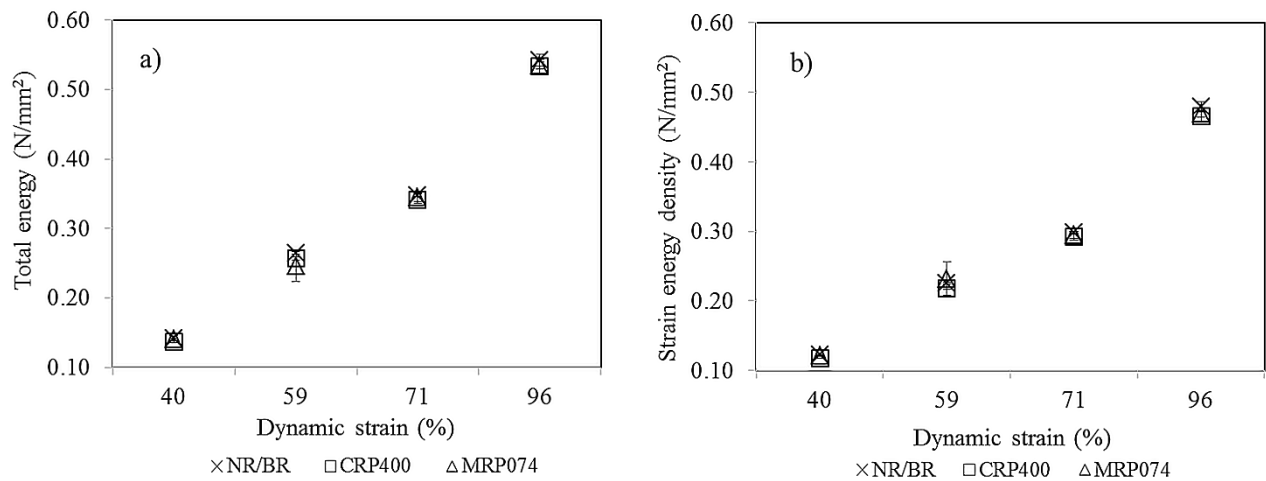 a)
Total energy (N/mm²)
0.60
0.50
0.40
0.30
0.20
0.10
40 59 71 96
Dynamic strain (%)
NR/BR CRP400 MRP074
b)
Strain energy density (N/mm²)
0.60
0.50
0.40
0.30
0.20
0.10
40 59 71 96
Dynamic strain (%)
NR/BR CRP400 MRP074